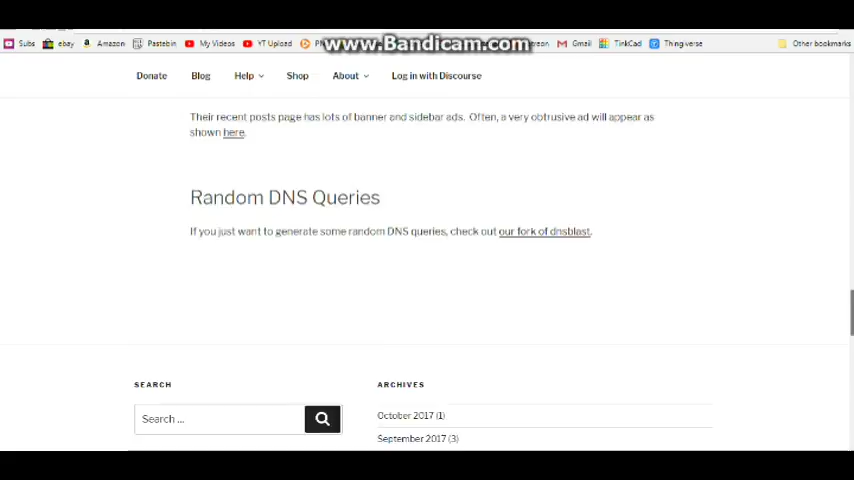 www.Bandicam.com
Subs ebay Amazon Pastebin My Videos YT Upload Gmail TinkCad Thingiverse Other bookmarks
Donate Blog Help Shop About Log in with Discourse
Their recent posts page has lots of banner and sidebar ads. Often, a very obtrusive ad will appear as
shown here.
Random DNS Queries
If you just want to generate some random DNS queries, check out our fork of dnsblast.
SEARCH ARCHIVES
Search ... October 2017 (1)
September 2017 (3)